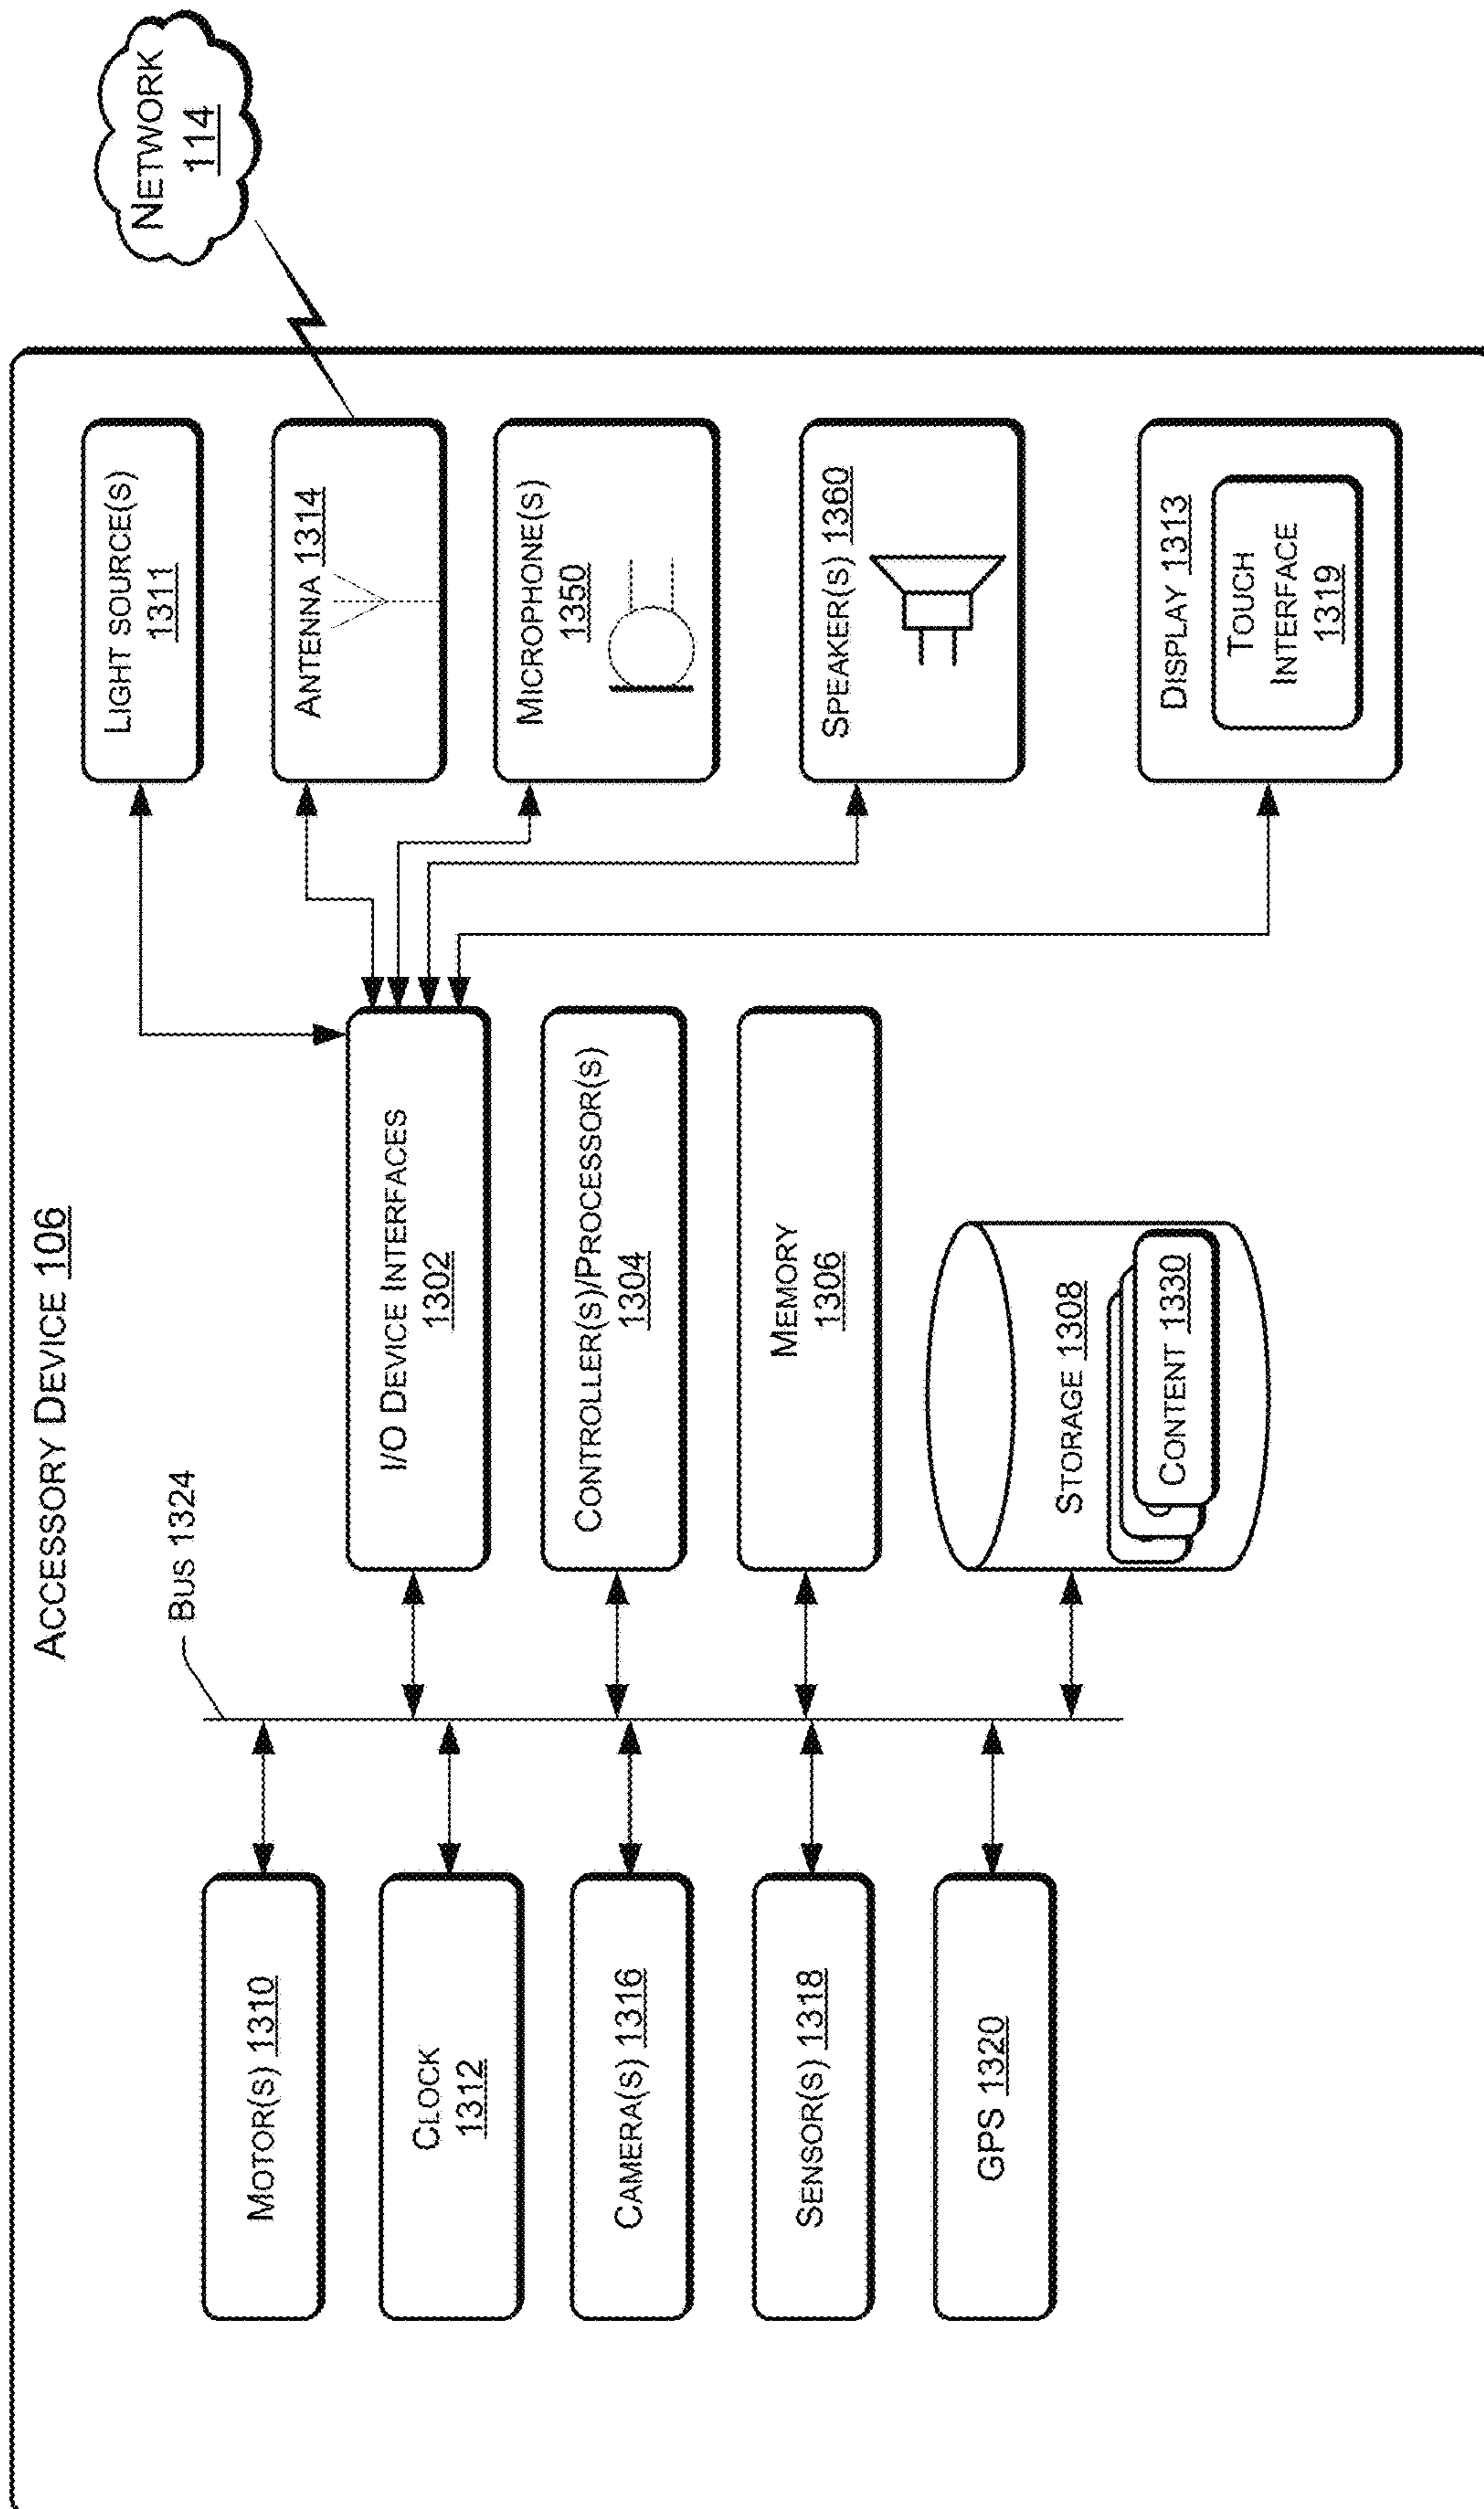 ACCESSORY DEVICE 106
BUS 1324
MOTOR(S) 1310
CLOCK
1312
CAMERA(S) 1316
SENSOR(S) 1318
GPS 1320
I/O DEVICE INTERFACES
1302
CONTROLLER(S)/PROCESSOR(S)
1304
MEMORY
1306
STORAGE 1308
CONTENT 1330
LIGHT SOURCE(S)
1311
ANTENNA 1314
MICROPHONE(S)
1350
SPEAKER(S) 1360
DISPLAY 1313
TOUCH
INTERFACE
1319
NETWORK
114